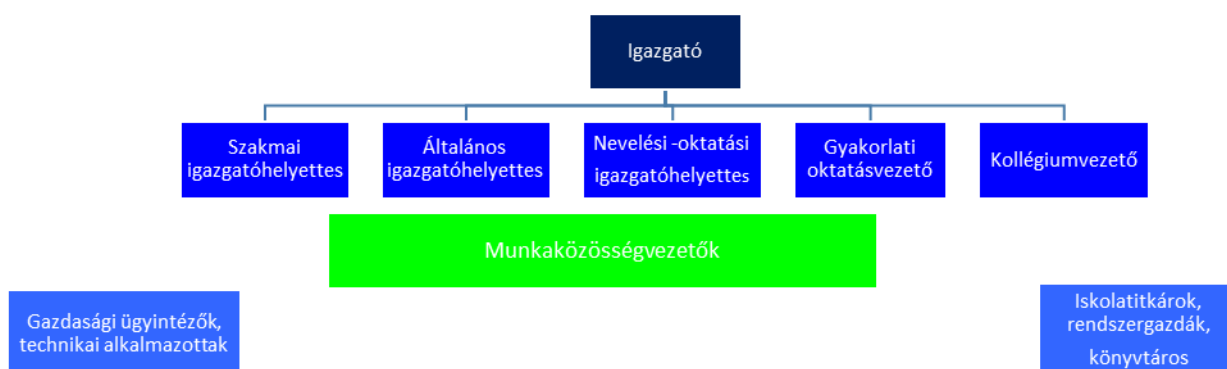 Igazgató
Szakmai
igazgatóhelyettes
Általános
igazgatóhelyettes
Nevelési -oktatási
igazgatóhelyettes
Gyakorlati
oktatásvezető
Kollégiumvezető
Munkaközösségvezetők
Gazdasági ügyintézők,
technikai alkalmazottak
Iskolatitkárok,
rendszergazdák,
könyvtáros